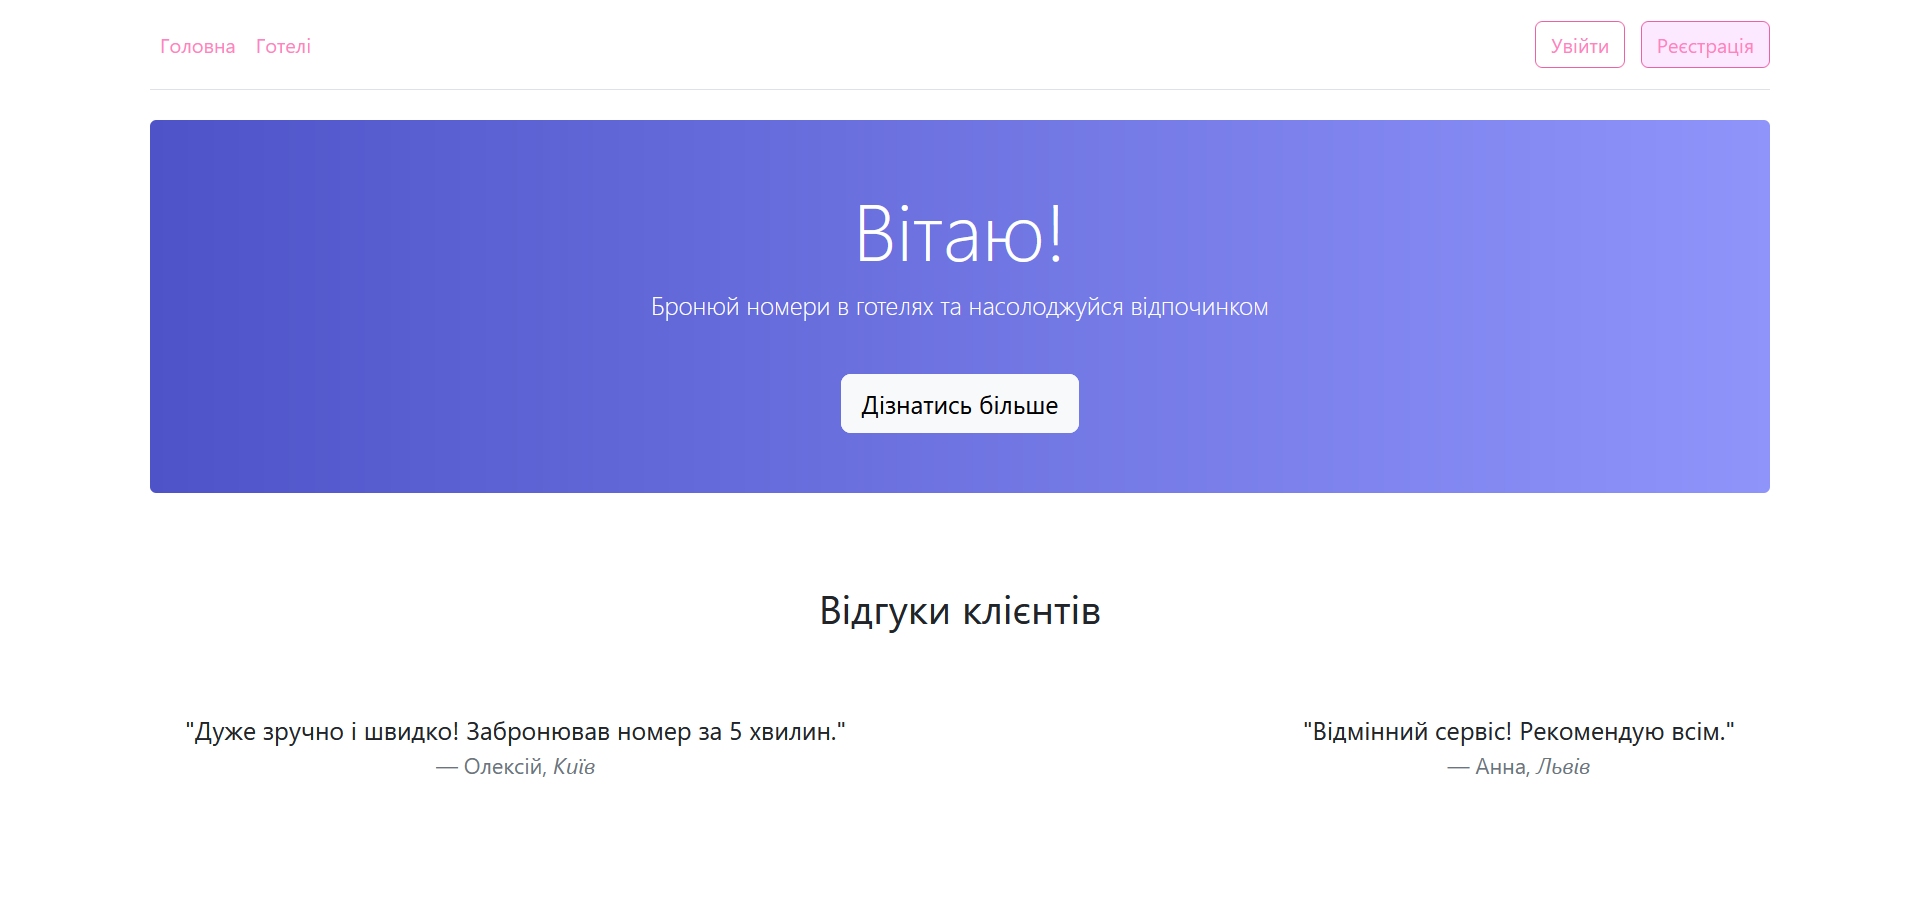 Головна Готелі Увійти Реєстрація
Вітаю!
Бронюй номери в готелях та насолоджуйся відпочинком
Дізнатись більше
Відгуки клієнтів
"Дуже зручно і швидко! Забронював номер за 5 хвилин."
— Олексій, Київ
"Відмінний сервіс! Рекомендую всім."
— Анна, Львів